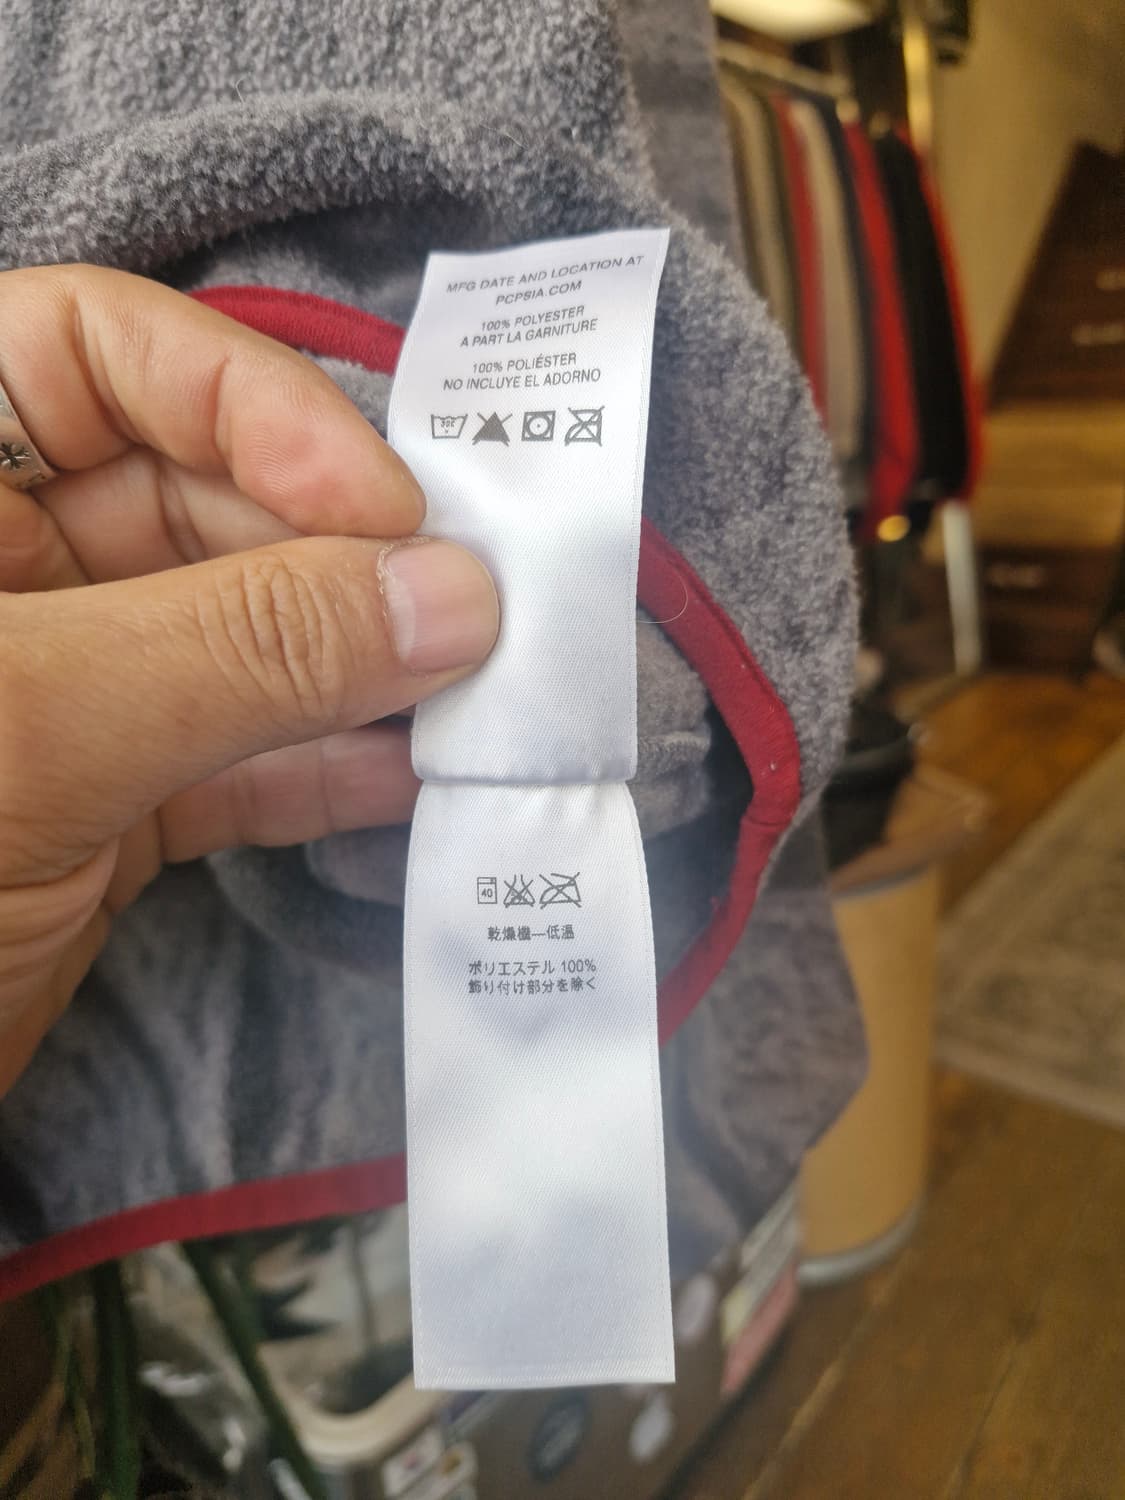 MFG DATE AND LOCATION AT
PCPSIA.COM
100% POLYESTER
A PART LA GARNITURE
100% POLIÉSTER
NO INCLUYE EL ADORNO
40
乾燥機—低温
ポリエステル 100%
飾り付け部分を除く